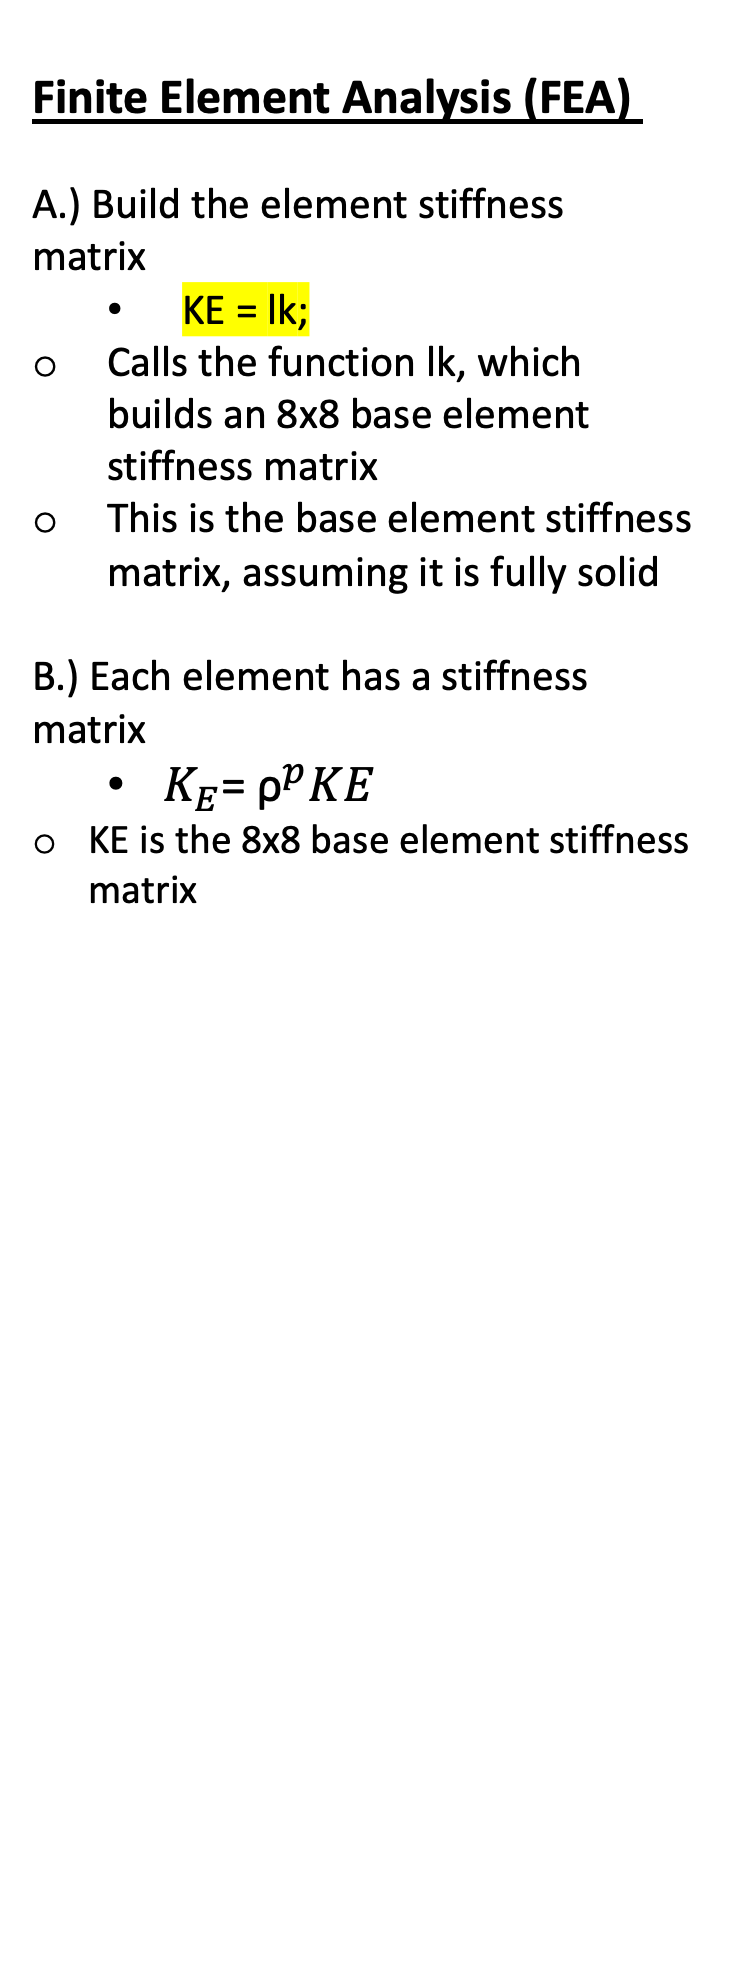 Finite Element Analysis (FEA)
A.) Build the element stiffness
matrix
• KE = lk;
o Calls the function lk, which
builds an 8x8 base element
stiffness matrix
o This is the base element stiffness
matrix, assuming it is fully solid
B.) Each element has a stiffness
matrix
• K_E= ρ^p KE
o KE is the 8x8 base element stiffness
matrix